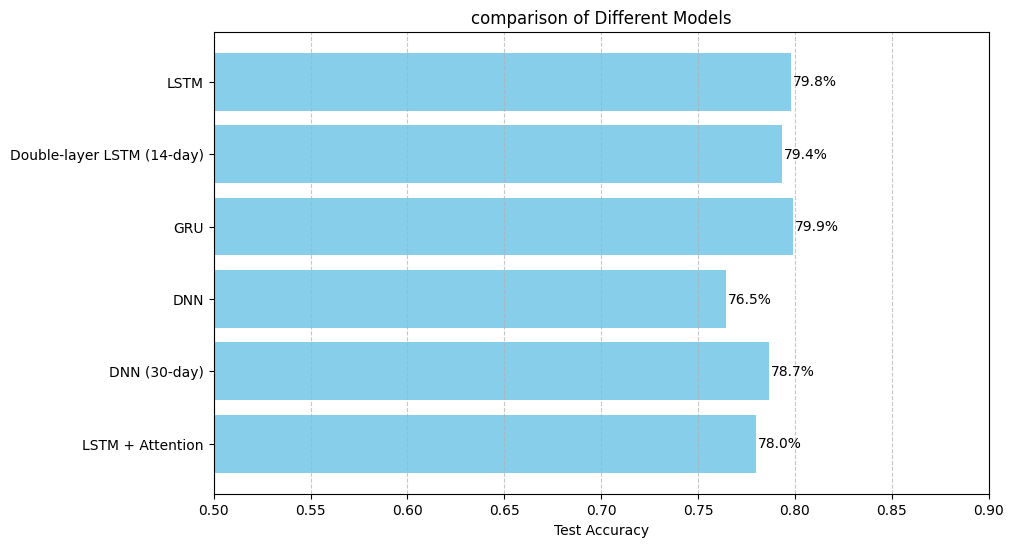 comparison of Different Models
LSTM
79.8%
Double-layer LSTM (14-day)
79.4%
GRU
79.9%
DNN
76.5%
DNN (30-day)
78.7%
LSTM + Attention
78.0%
0.50 0.55 0.60 0.65 0.70 0.75 0.80 0.85 0.90
Test Accuracy